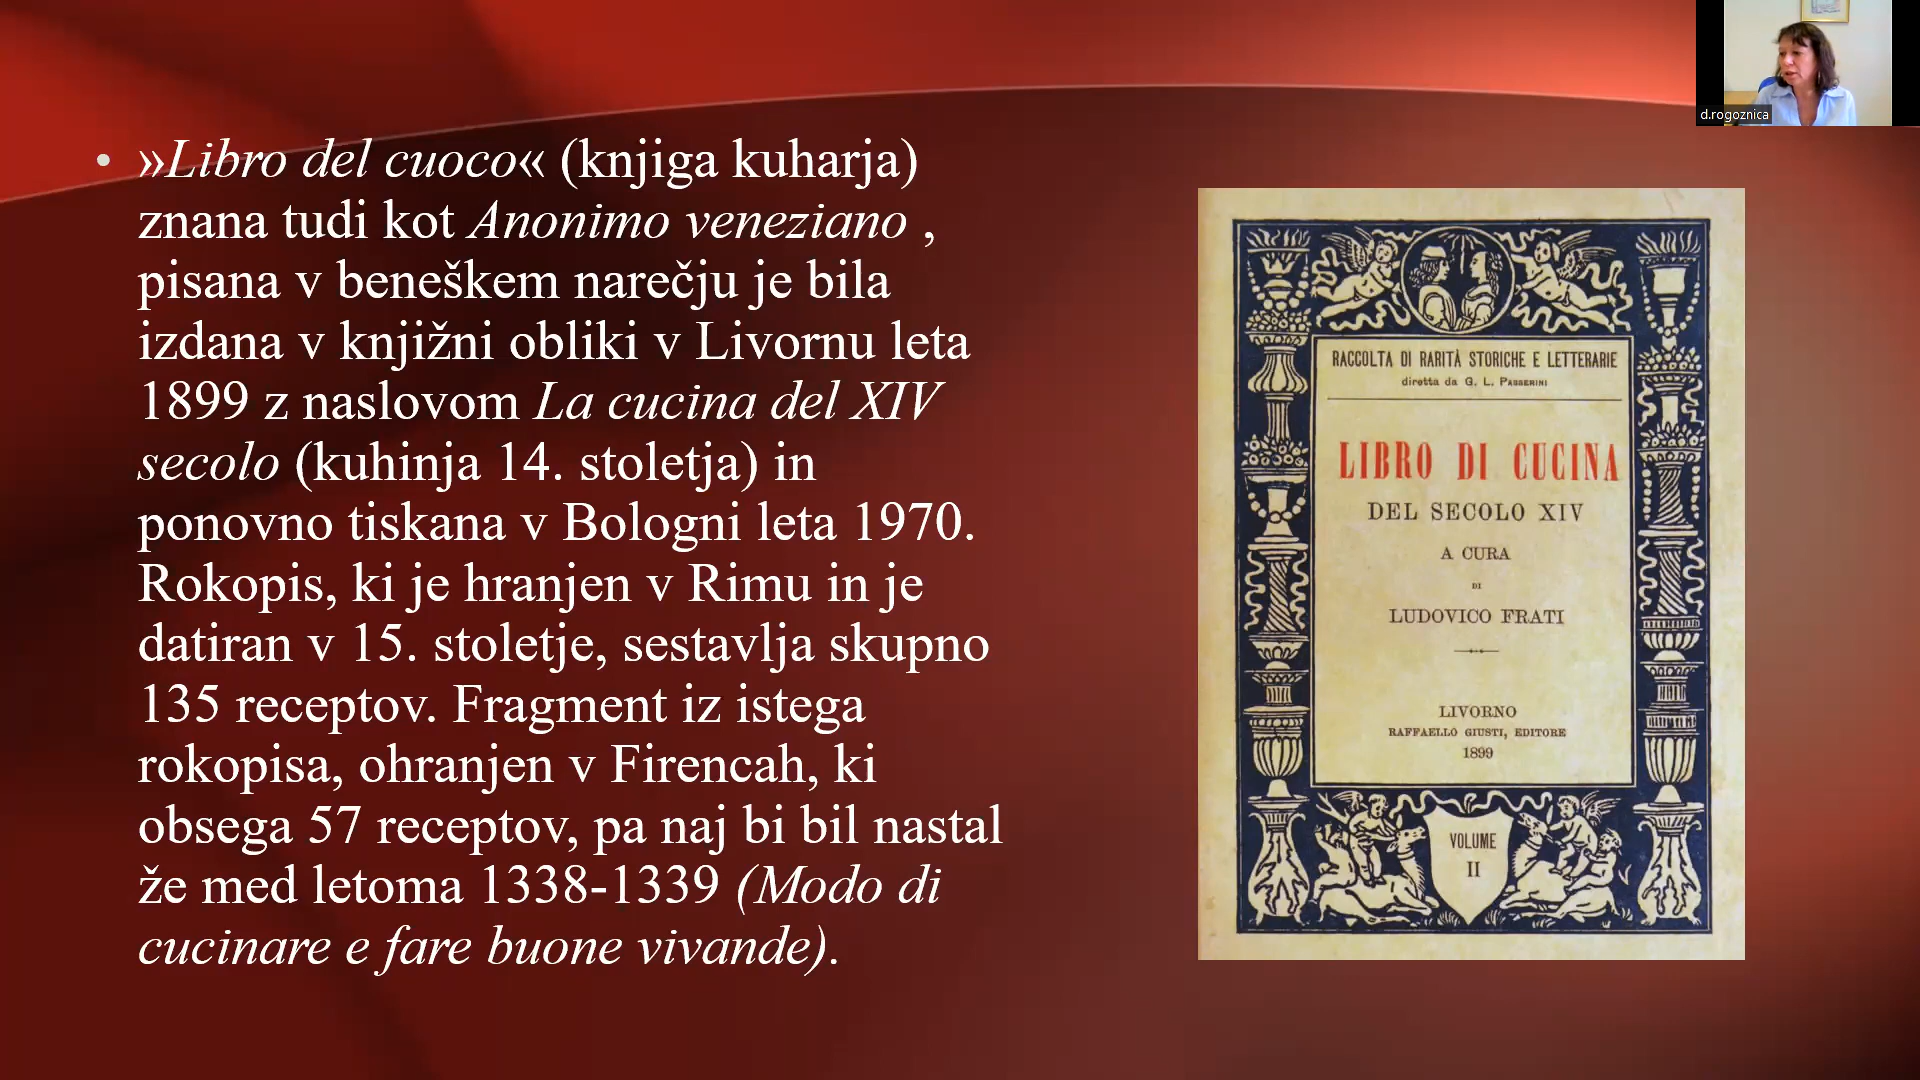 • »Libro del cuoco« (knjiga kuharja)
znana tudi kot Anonimo veneziano ,
pisana v beneškem narečju je bila
izdana v knjižni obliki v Livornu leta
1899 z naslovom La cucina del XIV
secolo (kuhinja 14. stoletja) in
ponovno tiskana v Bologni leta 1970.
Rokopis, ki je hranjen v Rimu in je
datiran v 15. stoletje, sestavlja skupno
135 receptov. Fragment iz istega
rokopisa, ohranjen v Firencah, ki
obsega 57 receptov, pa naj bi bil nastal
že med letoma 1338-1339 (Modo di
cucinare e fare buone vivande).
d.rogoznica
RACCOLTA DI RARITÀ STORICHE E LETTERARIE
diretta da G. L. PASSERINI
LIBRO DI CUCINA
DEL SECOLO XIV
A CURA
DI
LUDOVICO FRATI
LIVORNO
RAFFAELLO GIUSTI, EDITORE
1899
VOLUME
II